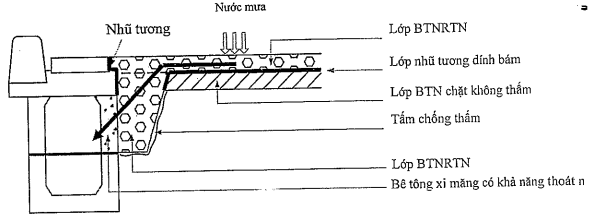 Nước mưa
Nhũ tương
Lớp BTNRTN
Lớp nhũ tương dính bám
Lớp BTN chặt không thấm
Tấm chống thấm
Lớp BTNRTN
Bê tông xi măng có khả năng thoát n